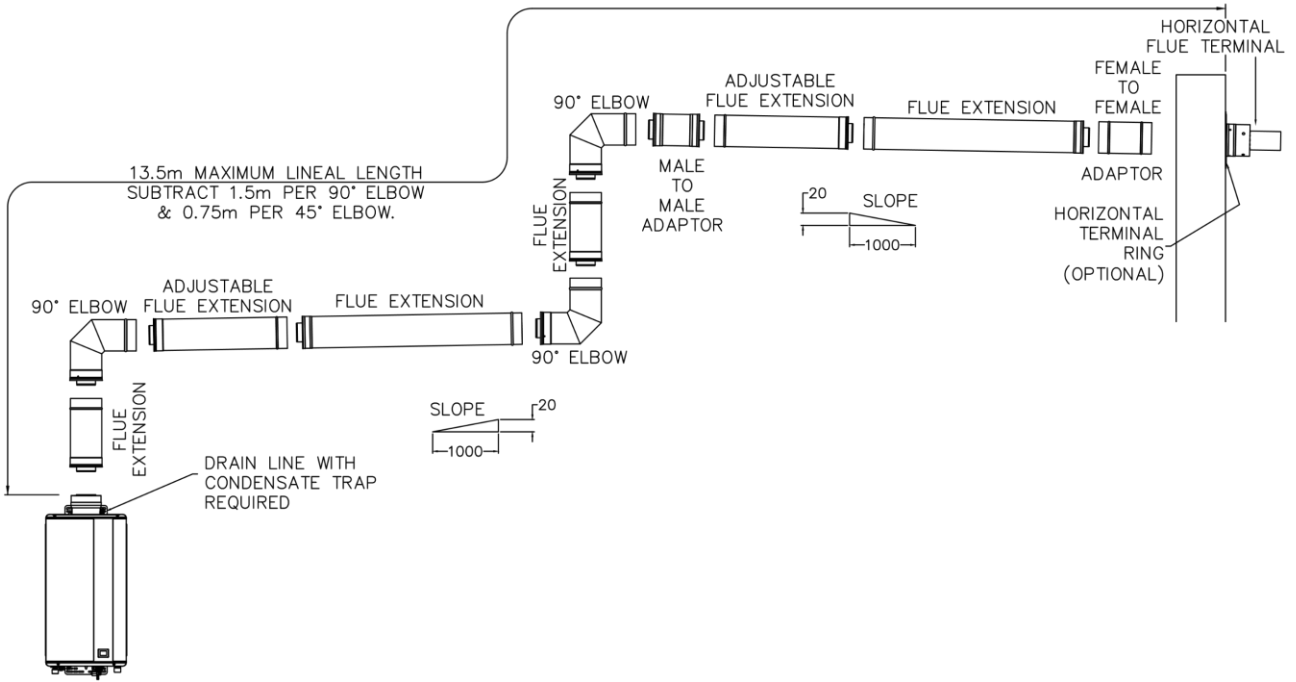 HORIZONTAL
FLUE TERMINAL
FEMALE
TO
FEMALE
ADAPTOR
90° ELBOW
ADJUSTABLE
FLUE EXTENSION
FLUE EXTENSION
13.5m MAXIMUM LINEAL LENGTH
SUBTRACT 1.5m PER 90° ELBOW
& 0.75m PER 45° ELBOW.
MALE
TO
MALE
ADAPTOR
FLUE
EXTENSION
20
SLOPE
1000
HORIZONTAL
TERMINAL
RING
(OPTIONAL)
90° ELBOW
ADJUSTABLE
FLUE EXTENSION
FLUE EXTENSION
90° ELBOW
FLUE
EXTENSION
SLOPE
20
1000
DRAIN LINE WITH
CONDENSATE TRAP
REQUIRED